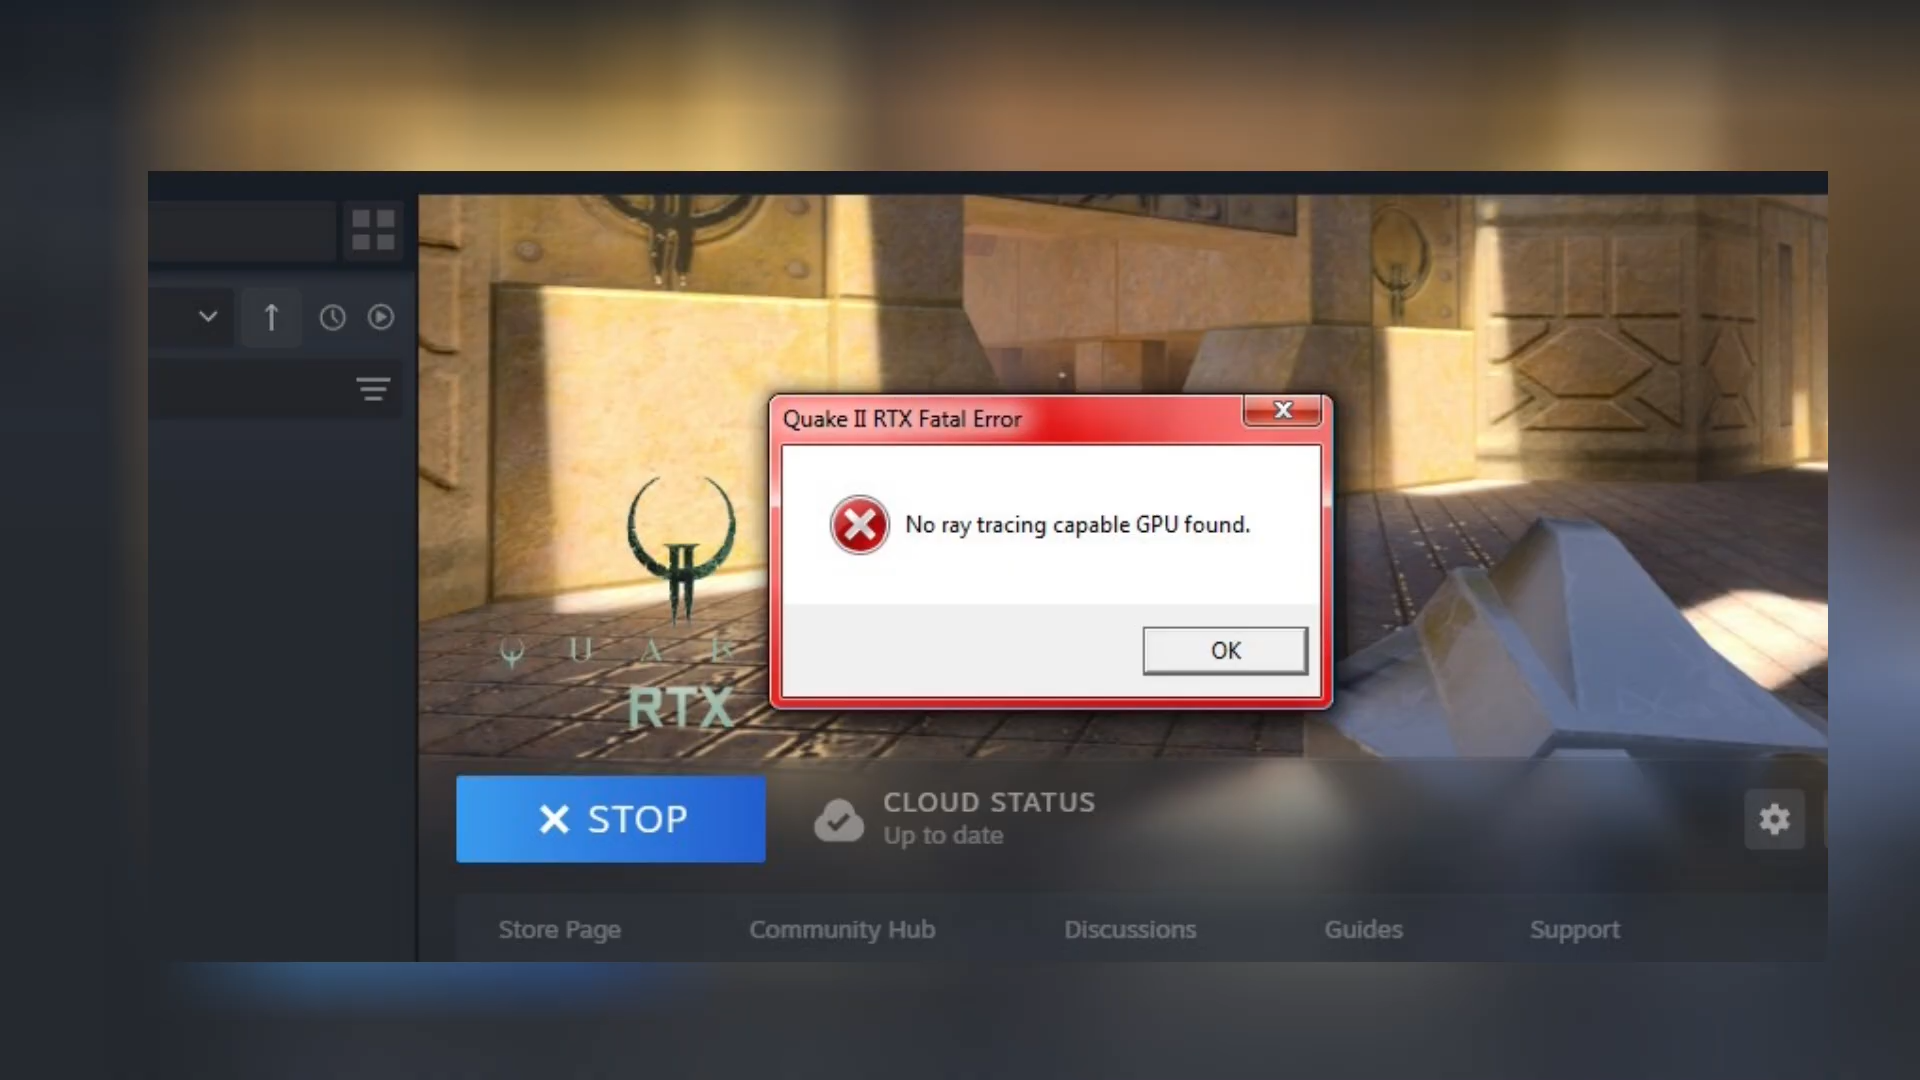 Quake II RTX Fatal Error
No ray tracing capable GPU found.
OK
Q U A K
RTX
STOP
CLOUD STATUS
Up to date
Store Page
Community Hub
Discussions
Guides
Support